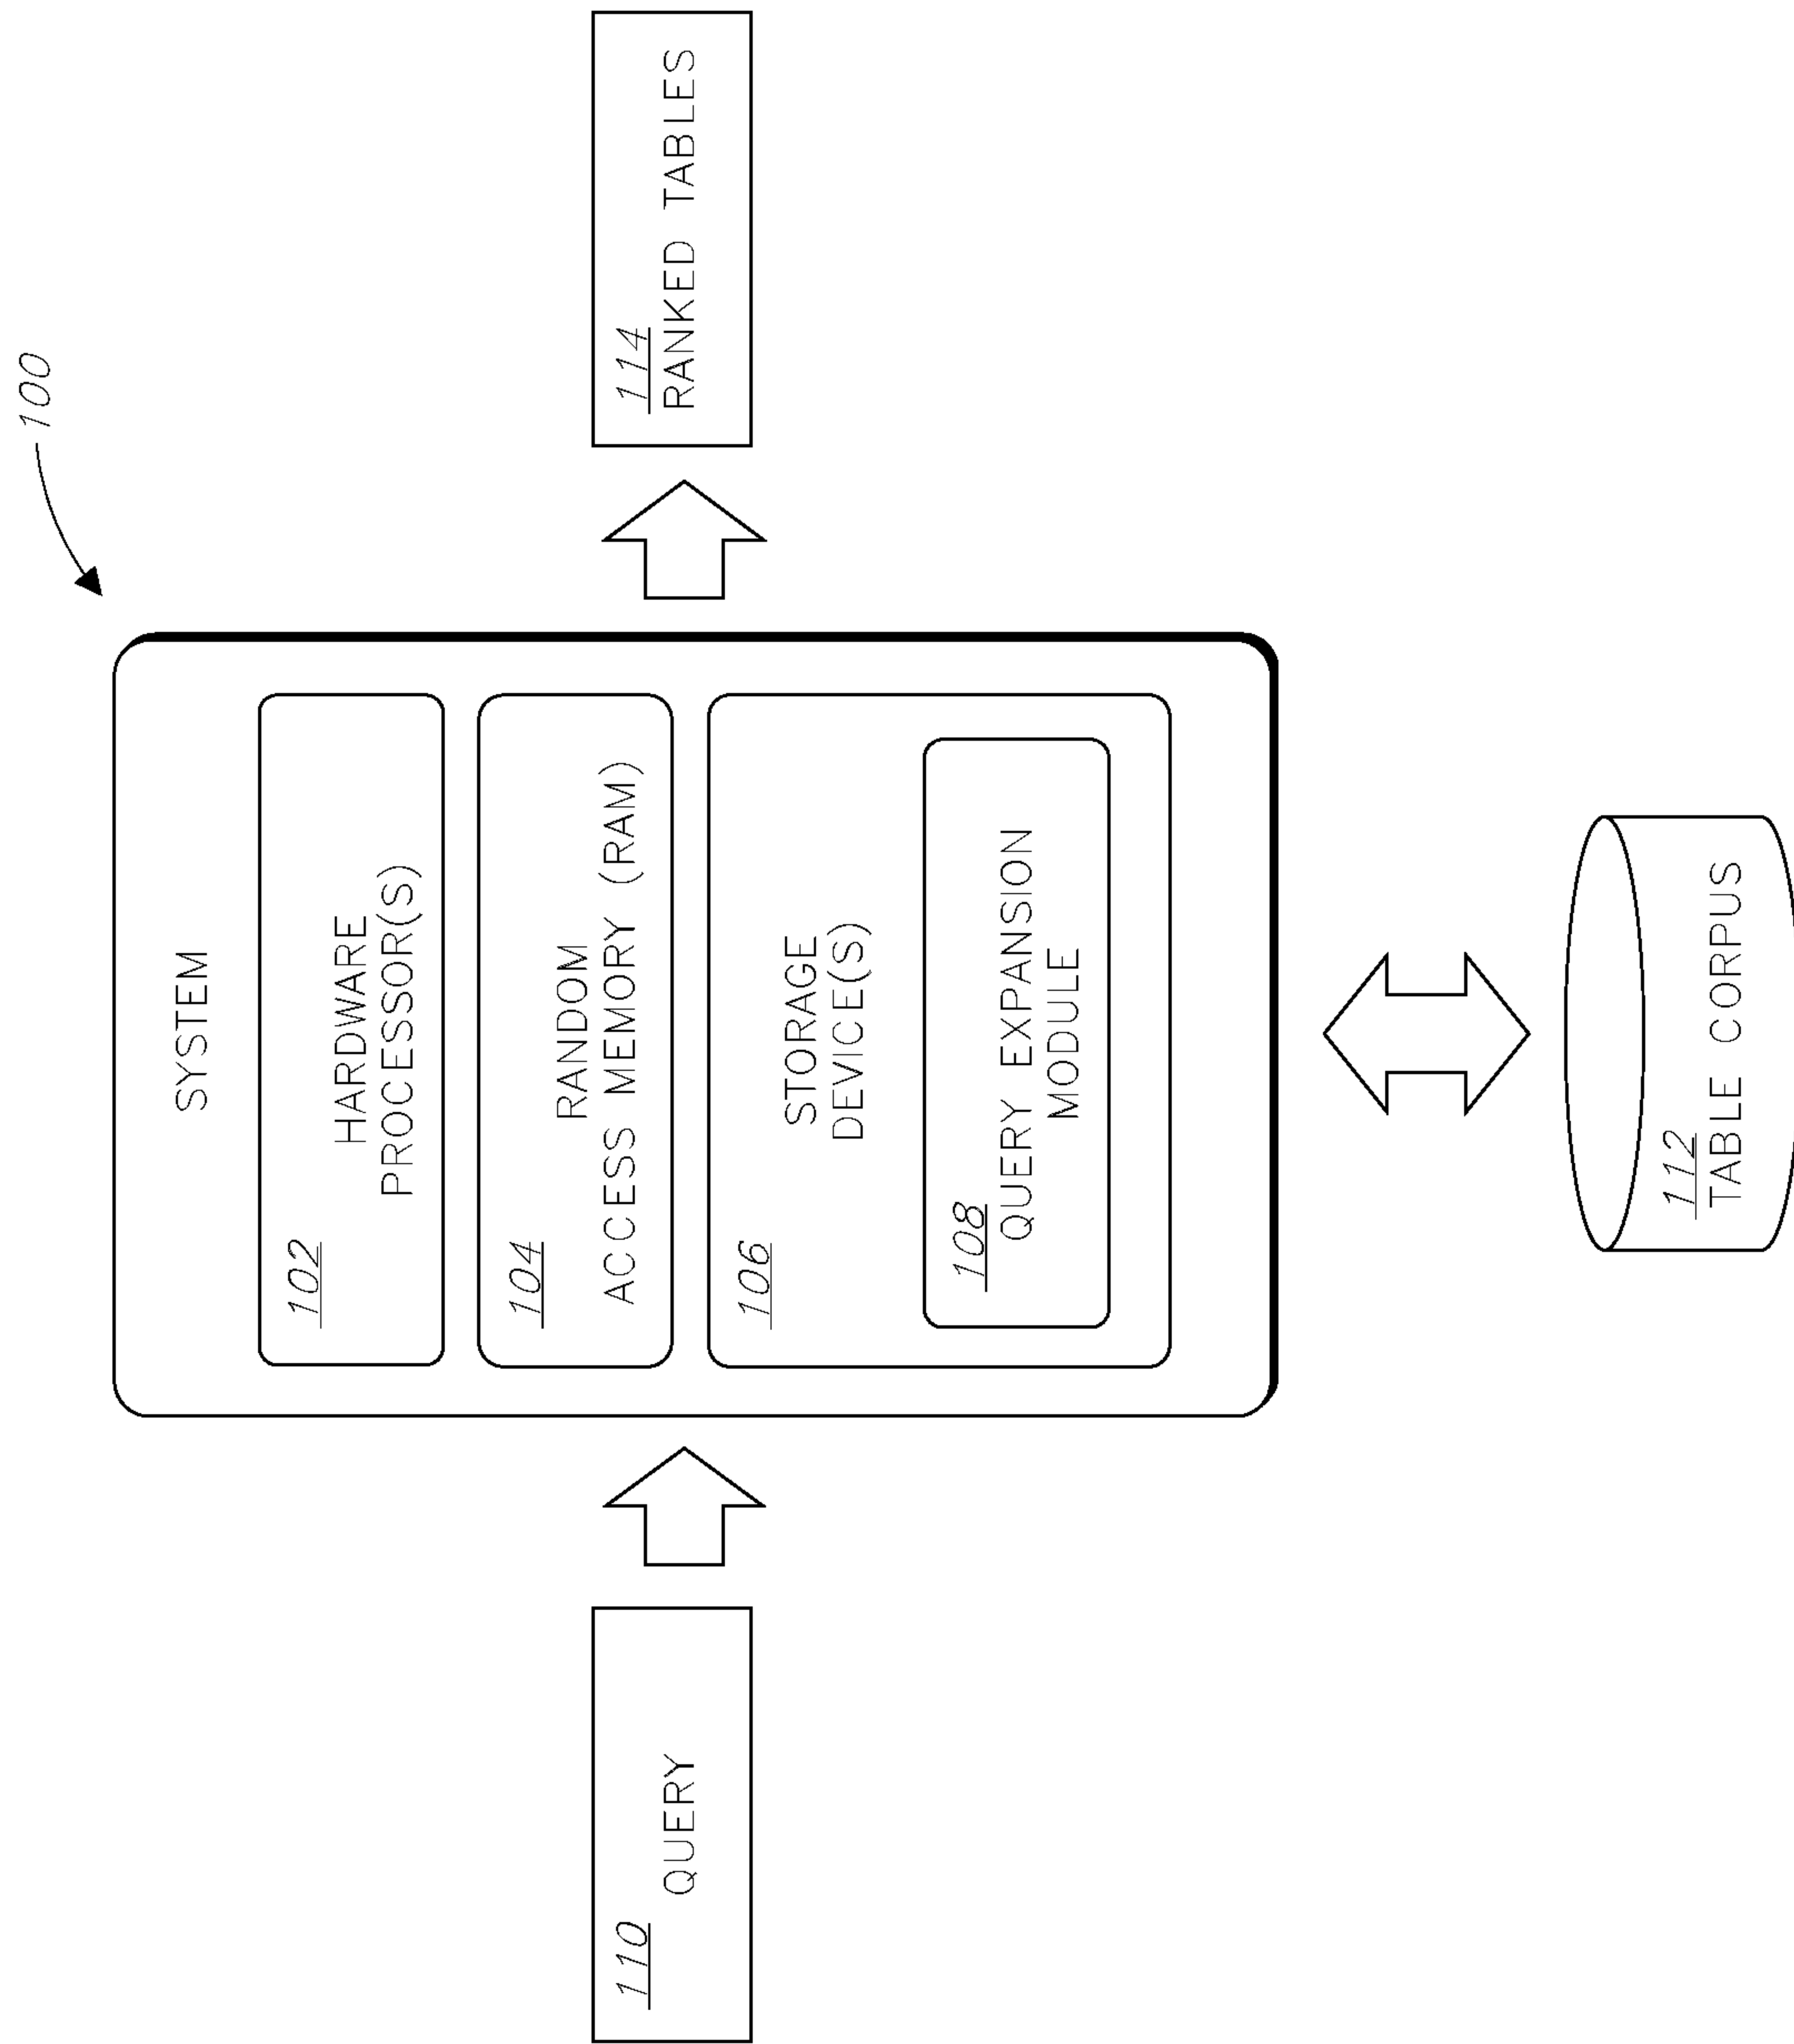 100
SYSTEM
102
HARDWARE
PROCESSOR(S)
104
RANDOM
ACCESS MEMORY (RAM)
106
STORAGE
DEVICE(S)
108
QUERY EXPANSION
MODULE
110
QUERY
114
RANKED TABLES
112
TABLE CORPUS